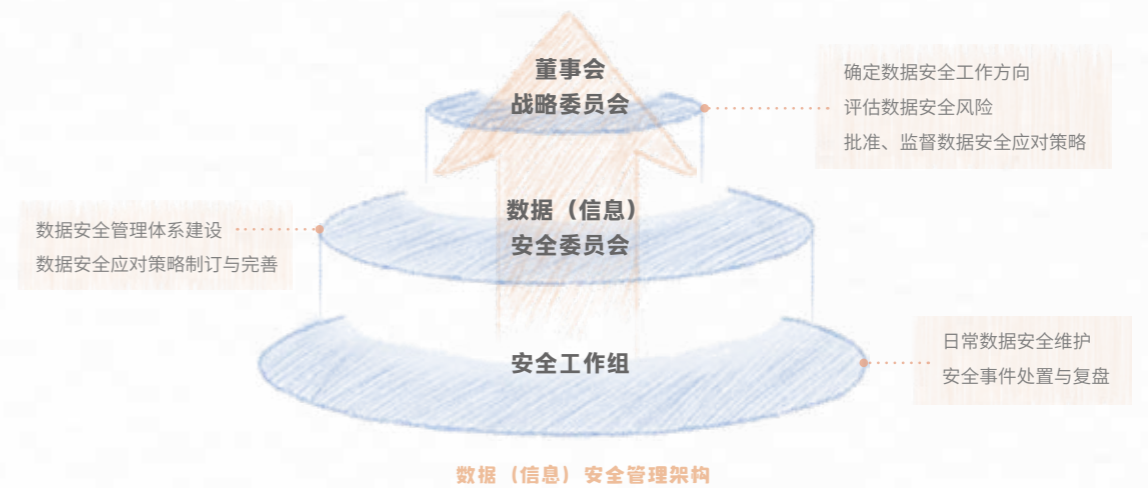 董事会
战略委员会
确定数据安全工作方向
评估数据安全风险
批准、监督数据安全应对策略
数据（信息）
安全委员会
数据安全管理体系建设
数据安全应对策略制订与完善
安全工作组
日常数据安全维护
安全事件处置与复盘
数据（信息）安全管理架构